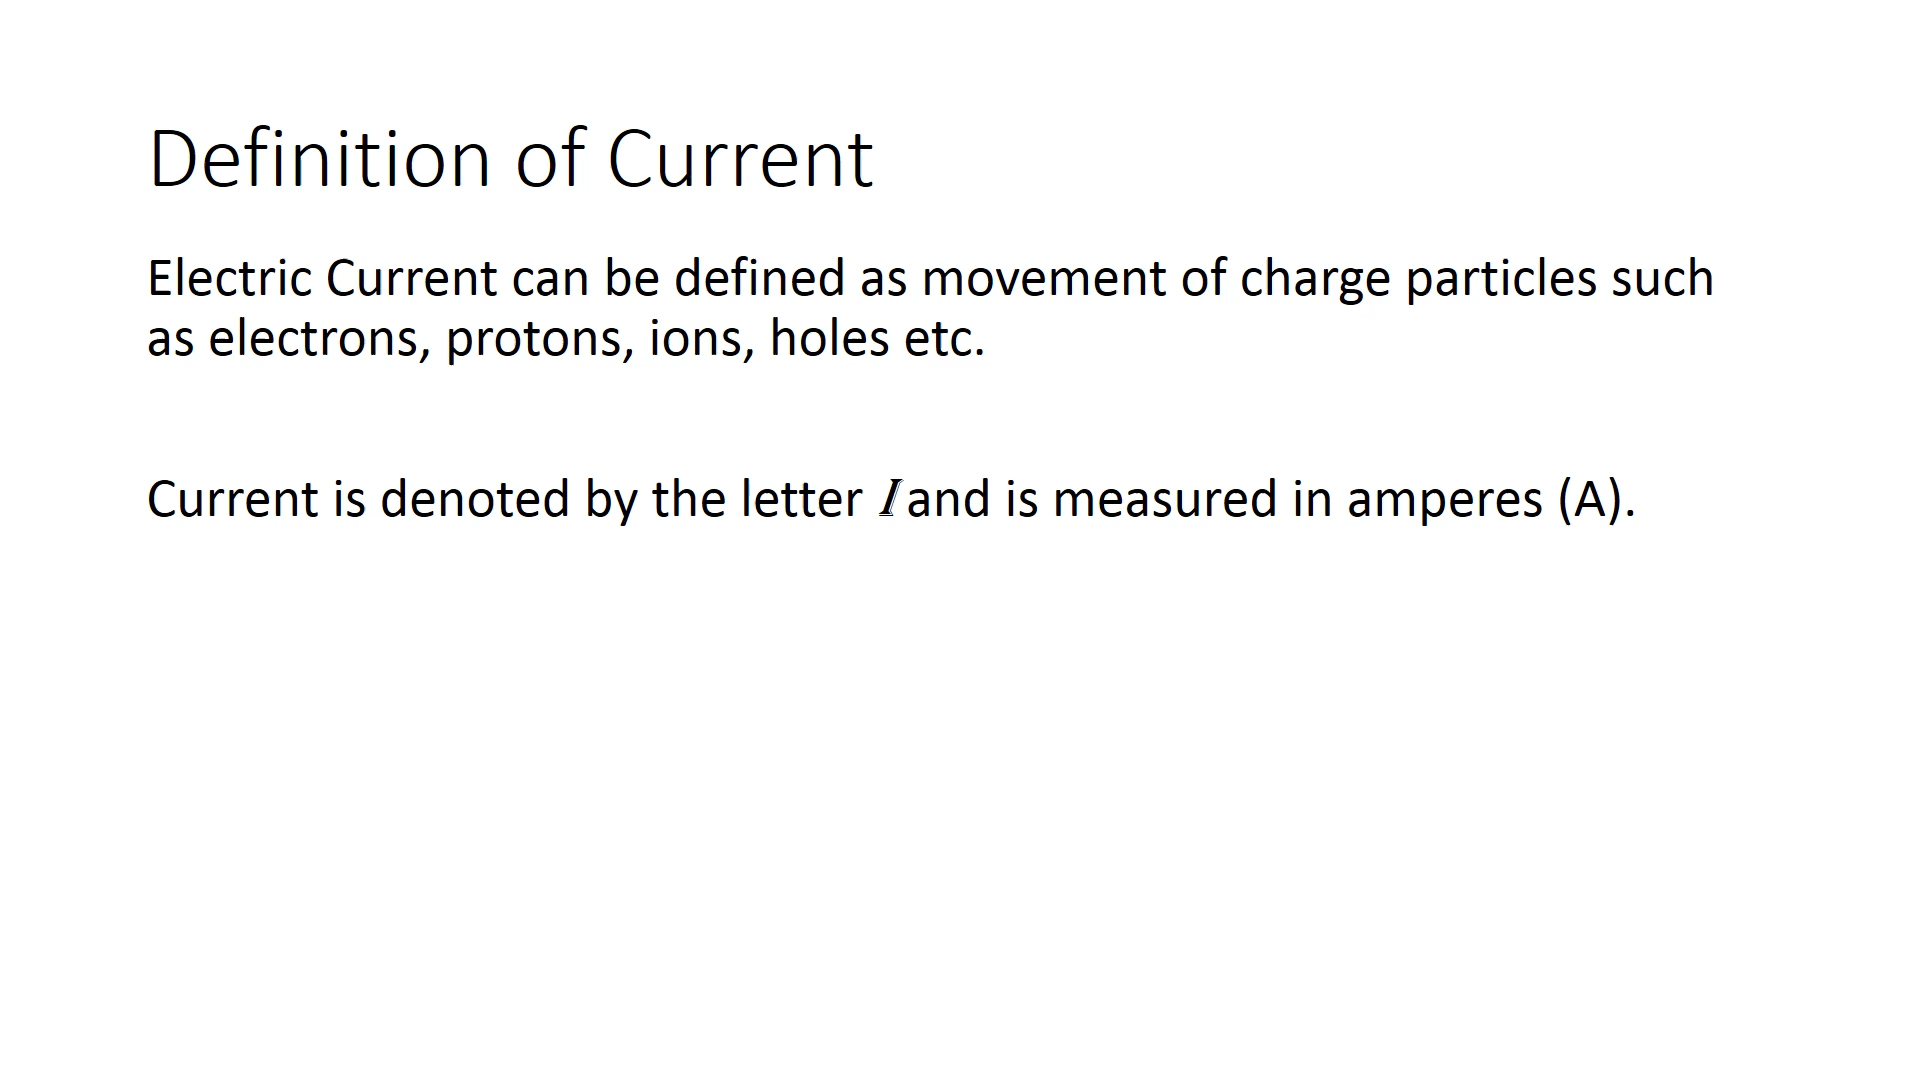 Definition of Current
Electric Current can be defined as movement of charge particles such
as electrons, protons, ions, holes etc.
Current is denoted by the letter I and is measured in amperes (A).